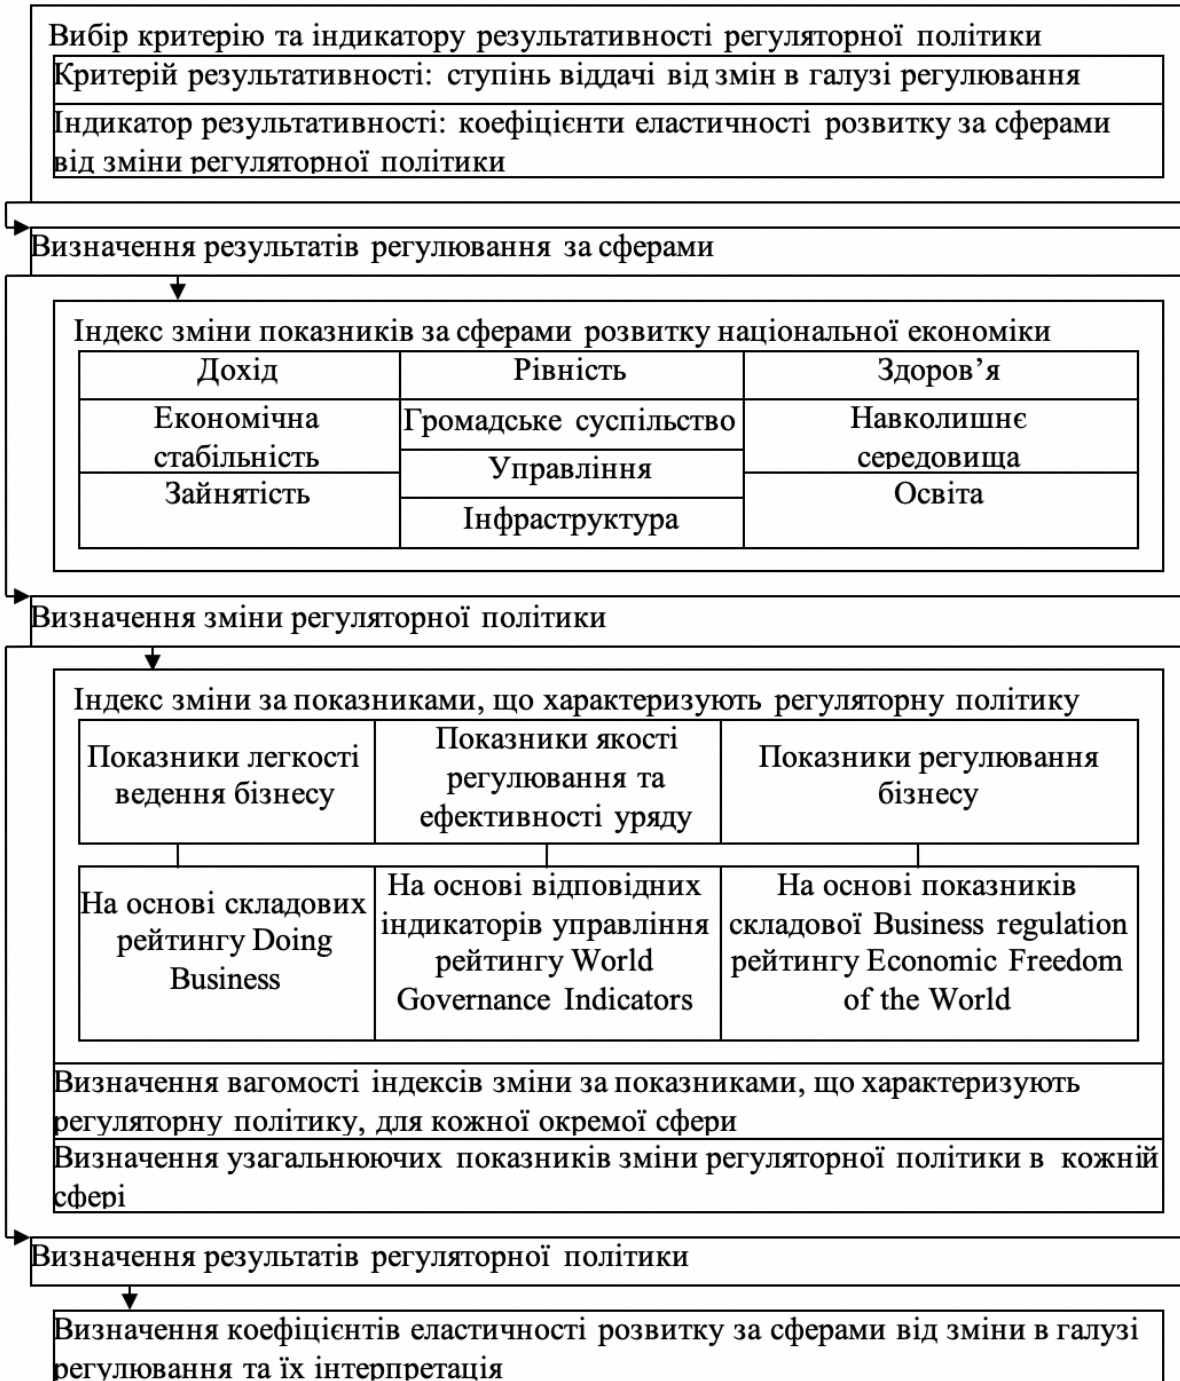 Вибір критерію та індикатору результативності регуляторної політики
Критерій результативності: ступінь віддачі від змін в галузі регулювання
Індикатор результативності: коефіцієнти еластичності розвитку за сферами
від зміни регуляторної політики
Визначення результатів регулювання за сферами
Індекс зміни показників за сферами розвитку національної економіки
Дохід
Рівність
Здоров’я
Економічна
стабільність
Громадське суспільство
Навколишнє
середовища
Управління
Зайнятість
Освіта
Інфраструктура
Визначення зміни регуляторної політики
Індекс зміни за показниками, що характеризують регуляторну політику
Показники легкості
ведення бізнесу
Показники якості
регулювання та
ефективності уряду
Показники регулювання
бізнесу
На основі складових
рейтингу Doing
Business
На основі відповідних
індикаторів управління
рейтингу World
Governance Indicators
На основі показників
складової Business regulation
рейтингу Economic Freedom
of the World
Визначення вагомості індексів зміни за показниками, що характеризують
регуляторну політику, для кожної окремої сфери
Визначення узагальнюючих показників зміни регуляторної політики в кожній
сфері
Визначення результатів регуляторної політики
Визначення коефіцієнтів еластичності розвитку за сферами від зміни в галузі
регулювання та їх інтерпретація